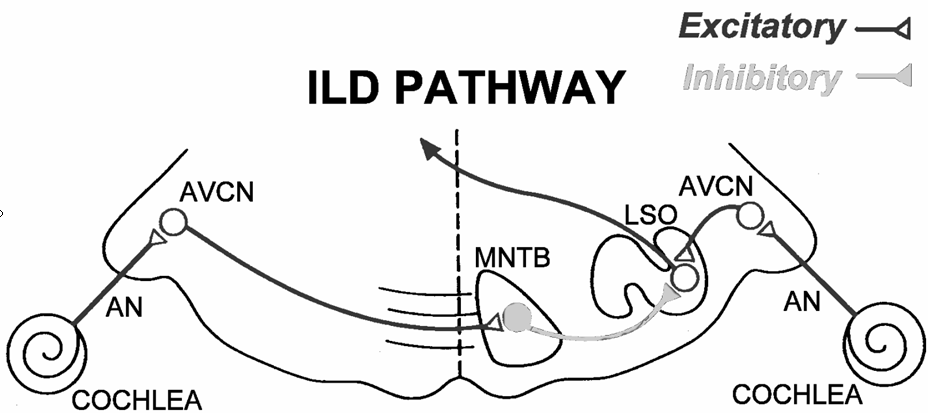 Excitatory
Inhibitory
ILD PATHWAY
AVCN
AVCN
LSO
MNTB
AN
AN
COCHLEA
COCHLEA